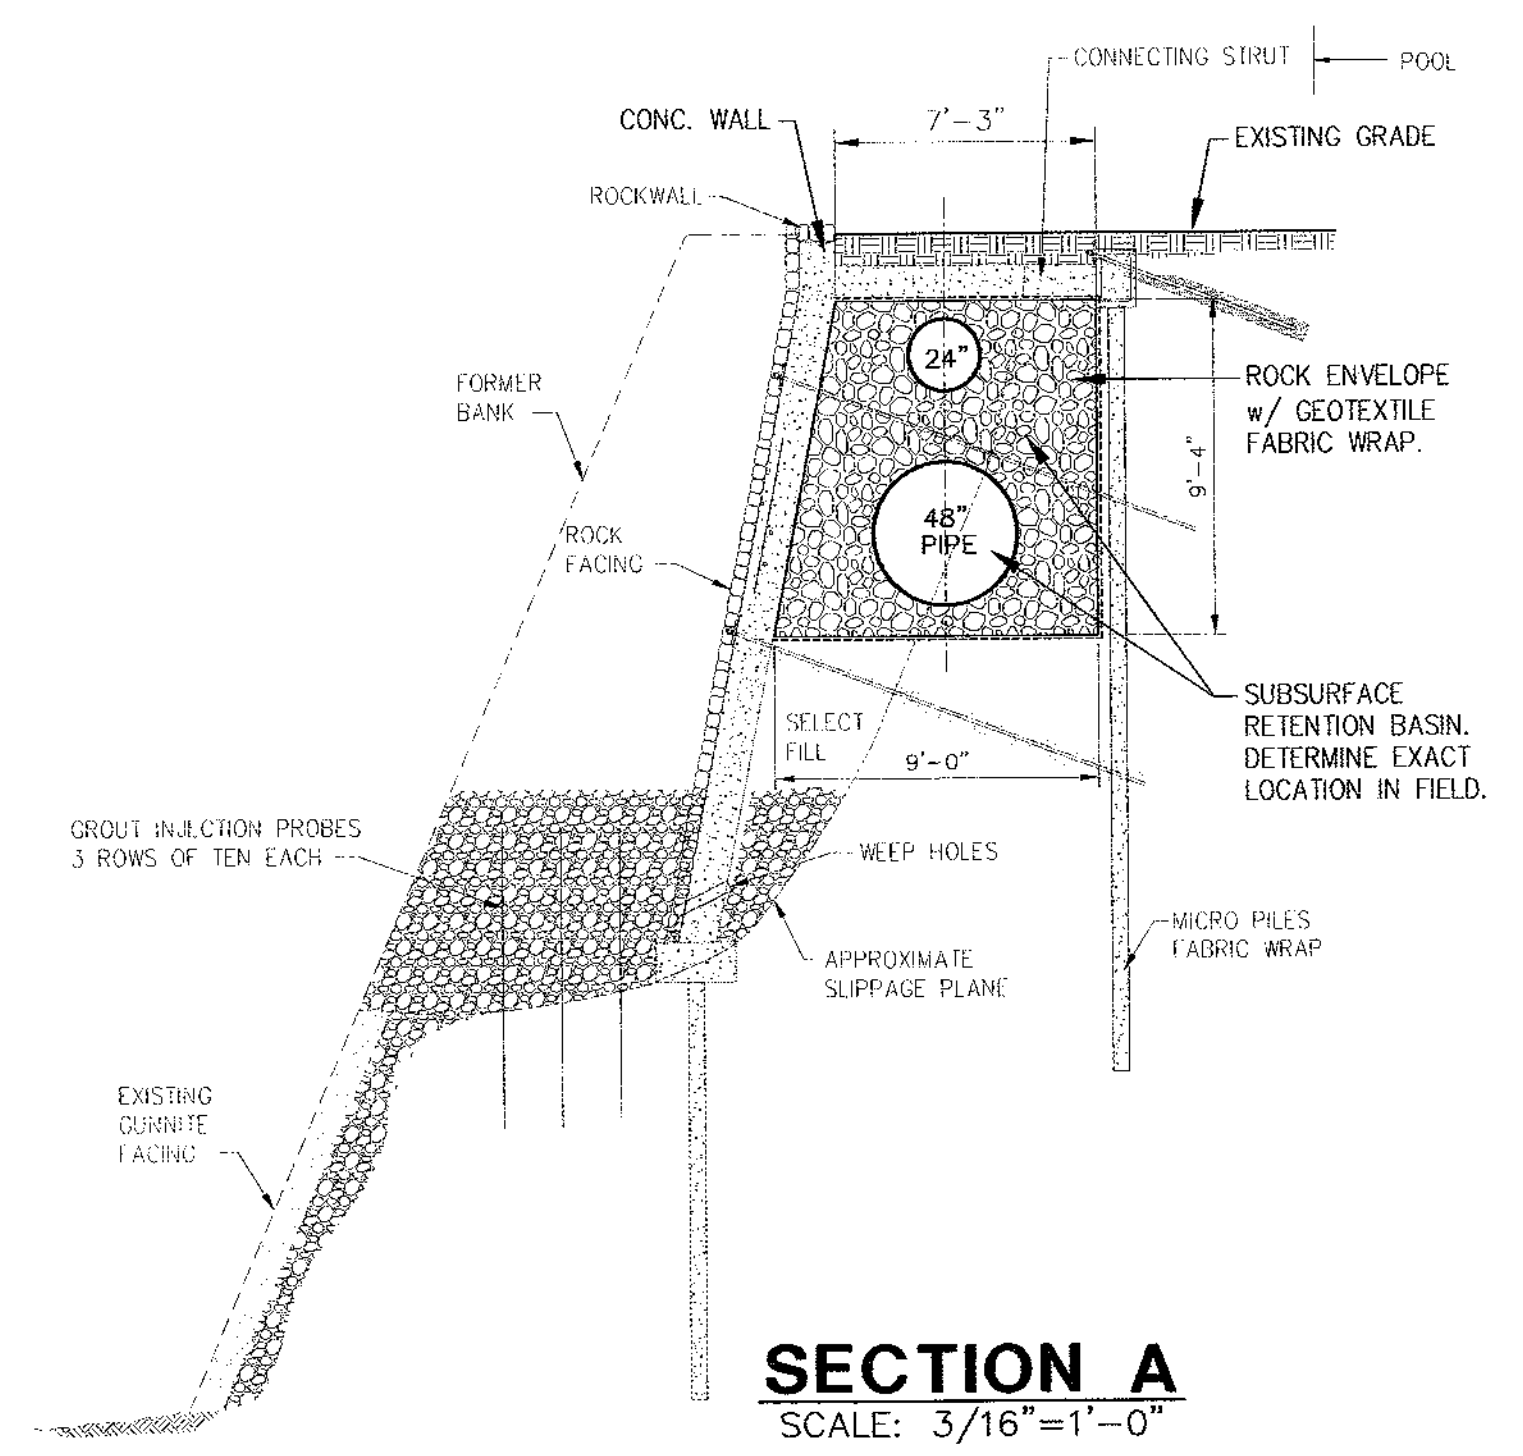 CONNECTING STRUT
POOL
CONC. WALL
7'-3"
EXISTING GRADE
ROCKWALL
24"
FORMER
BANK
ROCK ENVELOPE
w/ GEOTEXTILE
FABRIC WRAP.
9'-4"
ROCK
FACING
48"
PIPE
SUBSURFACE
RETENTION BASIN.
DETERMINE EXACT
LOCATION IN FIELD.
SELECT
FILL
9'-0"
GROUT INJECTION PROBES
3 ROWS OF TEN EACH
WEEP HOLES
MICRO PILES
FABRIC WRAP
APPROXIMATE
SLIPPAGE PLANE
EXISTING
GUNNITE
FACING
SECTION A
SCALE: 3/16"=1'-0"